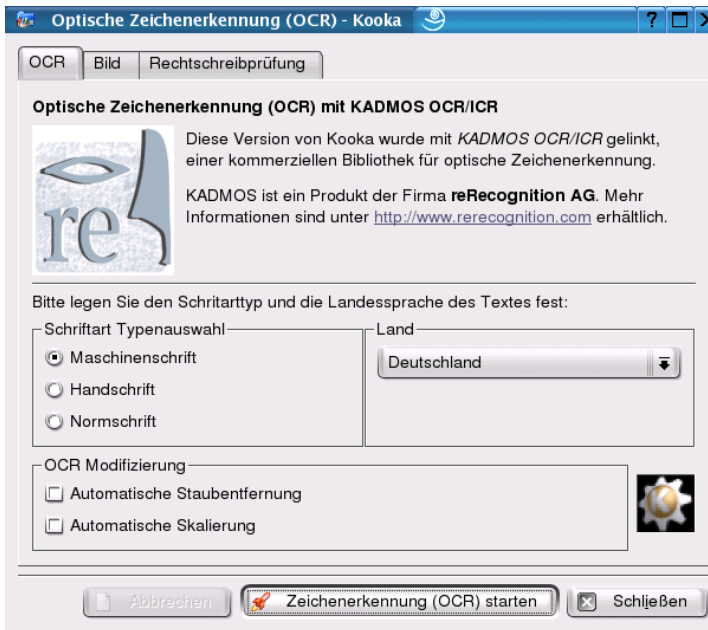 Optische Zeichenerkennung (OCR) - Kooka
OCR Bild Rechtschreibprüfung
Optische Zeichenerkennung (OCR) mit KADMOS OCR/ICR
re
Diese Version von Kooka wurde mit KADMOS OCR/ICR gelinkt,
einer kommerziellen Bibliothek für optische Zeichenerkennung.
KADMOS ist ein Produkt der Firma reRecognition AG. Mehr
Informationen sind unter http://www.rerecognition.com erhältlich.
Bitte legen Sie den Schritarttyp und die Landessprache des Textes fest:
Schriftart Typenauswahl
Maschinenschrift
Handschrift
Normschrift
Land
Deutschland
OCR Modifizierung
Automatische Staubentfernung
Automatische Skalierung
K
Abbrechen Zeichenerkennung (OCR) starten Schließen